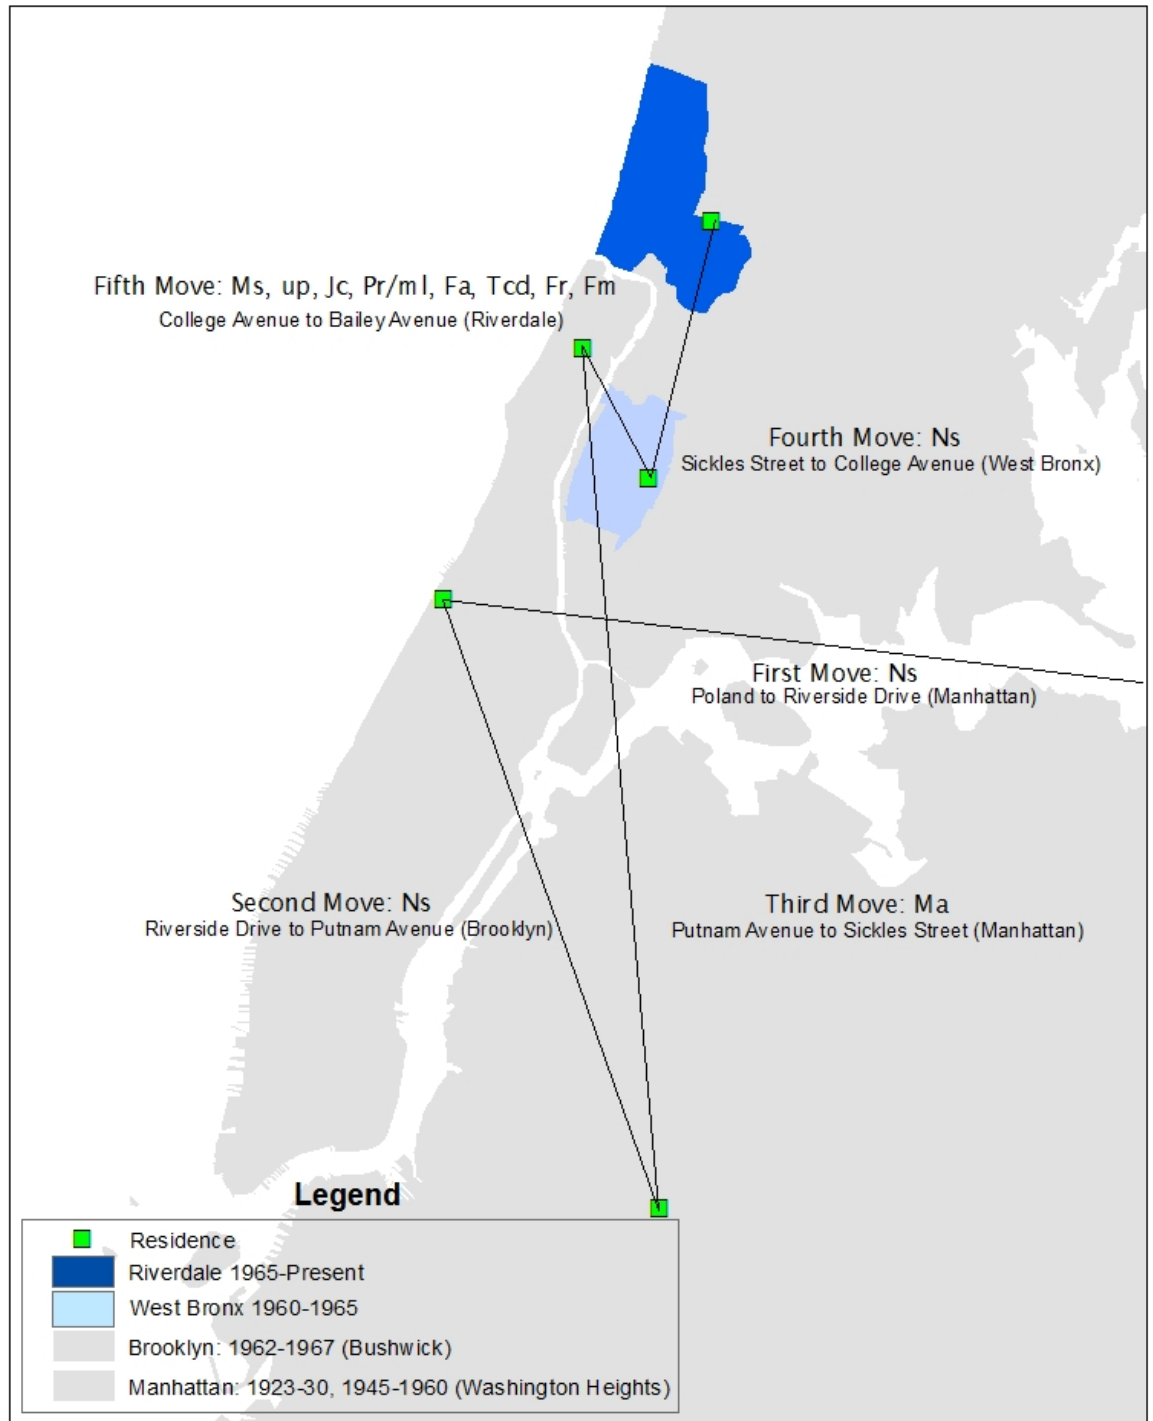 Fifth Move: Ms, up, Jc, Pr/ml, Fa, Tcd, Fr, Fm
College Avenue to Bailey Avenue (Riverdale)
Fourth Move: Ns
Sickles Street to College Avenue (West Bronx)
First Move: Ns
Poland to Riverside Drive (Manhattan)
Second Move: Ns
Riverside Drive to Putnam Avenue (Brooklyn)
Third Move: Ma
Putnam Avenue to Sickles Street (Manhattan)
Legend
Residence
Riverdale 1965-Present
West Bronx 1960-1965
Brooklyn: 1962-1967 (Bushwick)
Manhattan: 1923-30, 1945-1960 (Washington Heights)